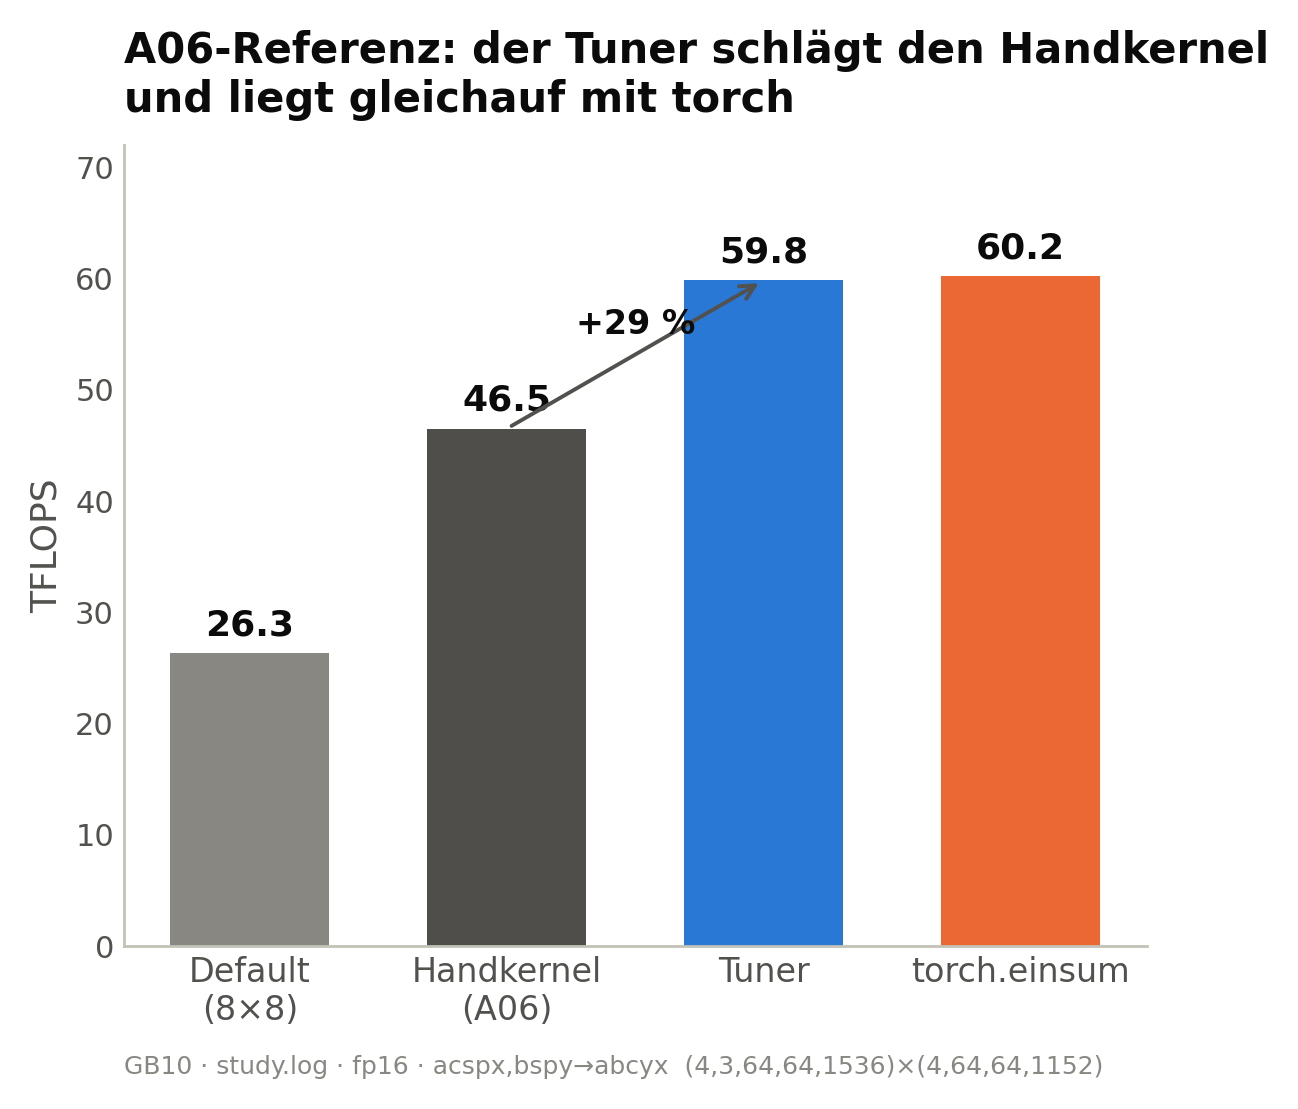 A06-Referenz: der Tuner schlägt den Handkernel
und liegt gleichauf mit torch
TFLOPS
70
60
50
40
30
20
10
0
26.3
46.5
+29 %
59.8
60.2
Default
(8×8)
Handkernel
(A06)
Tuner
torch.einsum
GB10 · study.log · fp16 · acspx,bspy→abcyx  (4,3,64,64,1536)×(4,64,64,1152)